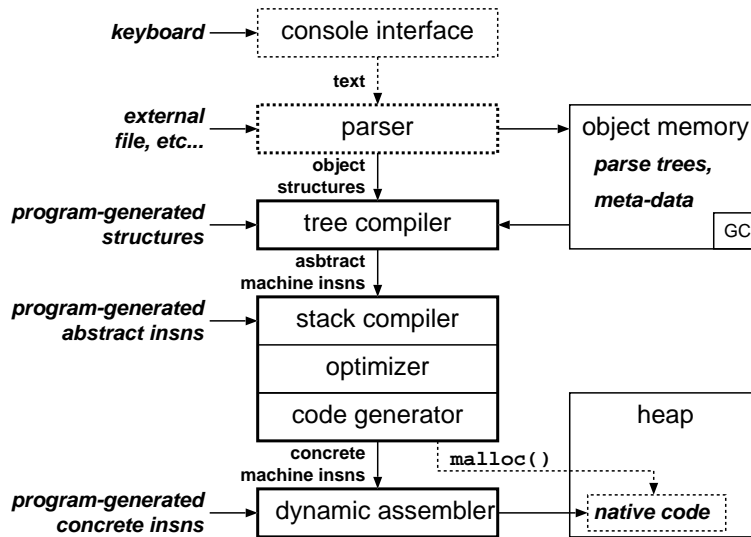 keyboard
console interface
text
external
file, etc...
parser
object memory
parse trees,
meta-data
GC
object
structures
program-generated
structures
tree compiler
asbtract
machine insns
program-generated
abstract insns
stack compiler
optimizer
code generator
heap
concrete
machine insns
malloc()
program-generated
concrete insns
dynamic assembler
native code